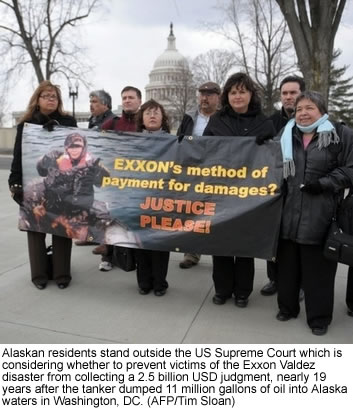 EXXON's method of
payment for damages?
JUSTICE
PLEASE!
Alaskan residents stand outside the US Supreme Court which is
considering whether to prevent victims of the Exxon Valdez
disaster from collecting a 2.5 billion USD judgment, nearly 19
years after the tanker dumped 11 million gallons of oil into Alaska
waters in Washington, DC. (AFP/Tim Sloan)